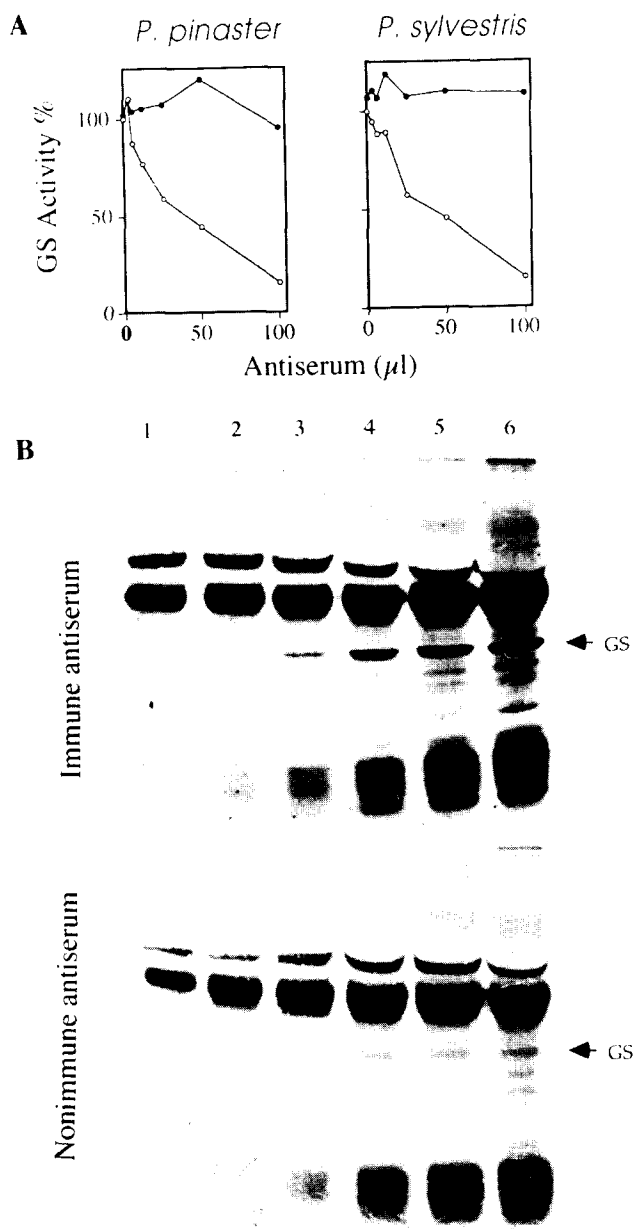 A
P. pinaster
P. sylvestris
GS Activity %
100
50
0
0 50 100
0 50 100
Antiserum (µl)
B
1 2 3 4 5 6
Immune antiserum
GS
Nonimmune antiserum
GS